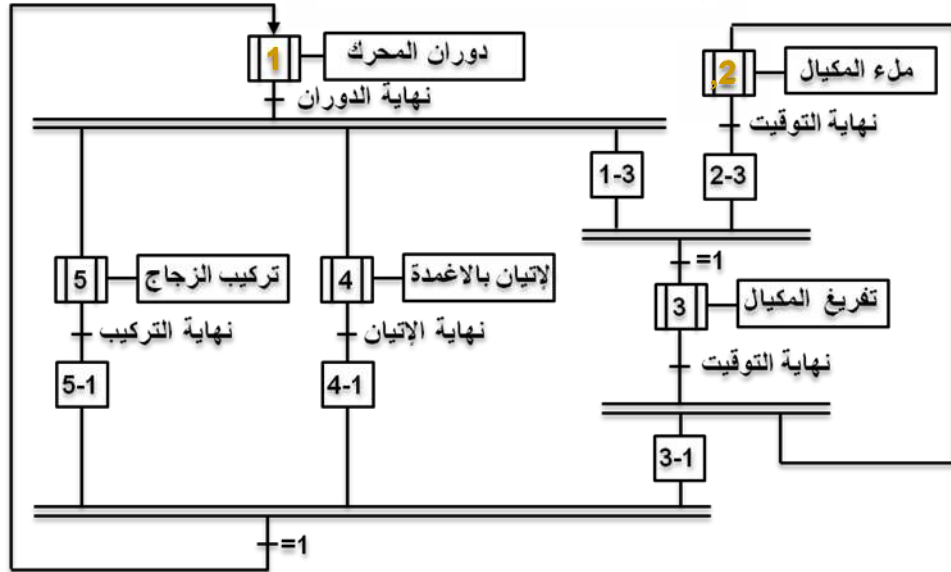 1
دوران المحرك
,2
ملء المكيال
نهاية الدوران
نهاية التوقيت
1-3
2-3
=1
5
تركيب الزجاج
4
لإتيان بالاغمدة
3
تفريغ المكيال
نهاية التركيب
نهاية الإتيان
نهاية التوقيت
5-1
4-1
3-1
=1